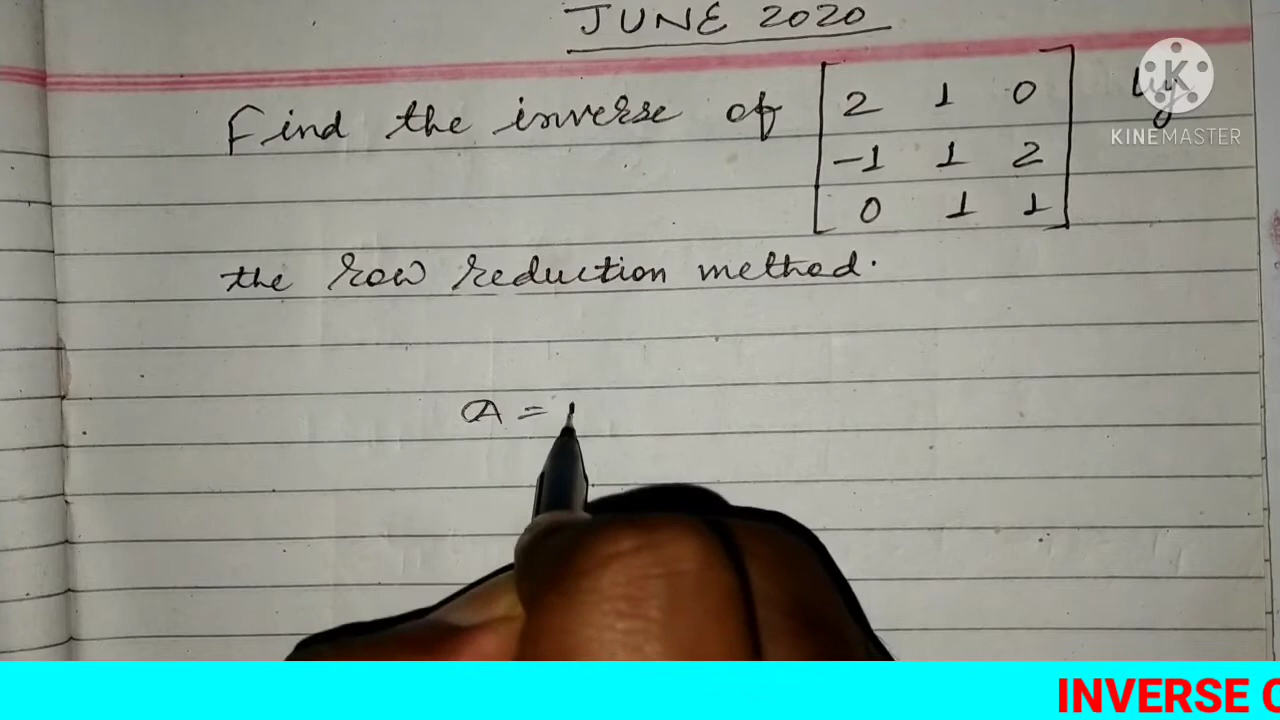 JUNE 2020
Find the inverse of [2 1 0 by
-1 1 2
0 1 1]
the row reduction method.
A =
K
KINEMASTER
INVERSE